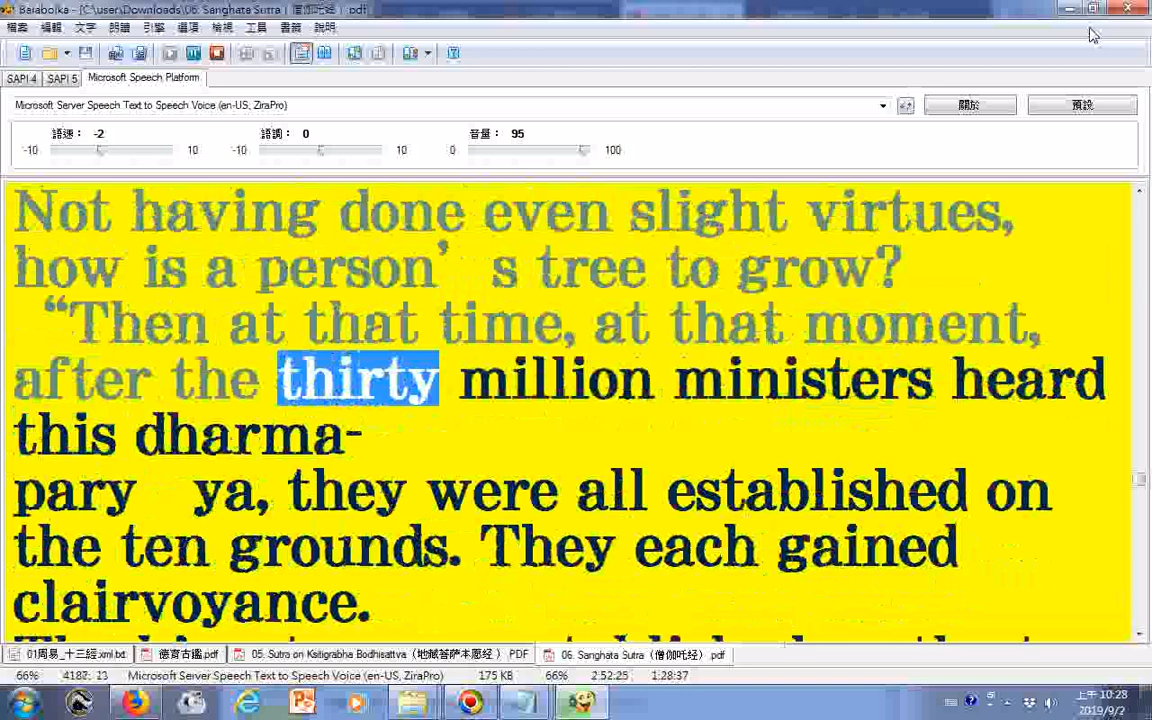 Balabolka - [C:\user\Downloads\06. Sanghata Sutra (僧伽吒经).pdf]
檔案 編輯 文字 朗讀 引擎 選項 檢視 工具 書籤 說明
SAPI 4 SAPI 5 Microsoft Speech Platform
Microsoft Server Speech Text to Speech Voice (en-US, ZiraPro) 關於 預設
語速： -2 語調： 0 音量： 95
-10 10 -10 10 0 100
Not having done even slight virtues,
how is a person’ s tree to grow?
“Then at that time, at that moment,
after the thirty million ministers heard
this dharma-
pary ya, they were all established on
the ten grounds. They each gained
clairvoyance.
01周易_十三經.xml.txt 德育古鑑.pdf 05. Sutra on Ksitigrabha Bodhisattva（地藏菩萨本愿经）.PDF 06. Sanghata Sutra（僧伽吒经）.pdf
66% 4187: 13 Microsoft Server Speech Text to Speech Voice (en-US, ZiraPro) 175 KB 66% 2:52:25 1:28:37
上午 10:28
2019/9/2